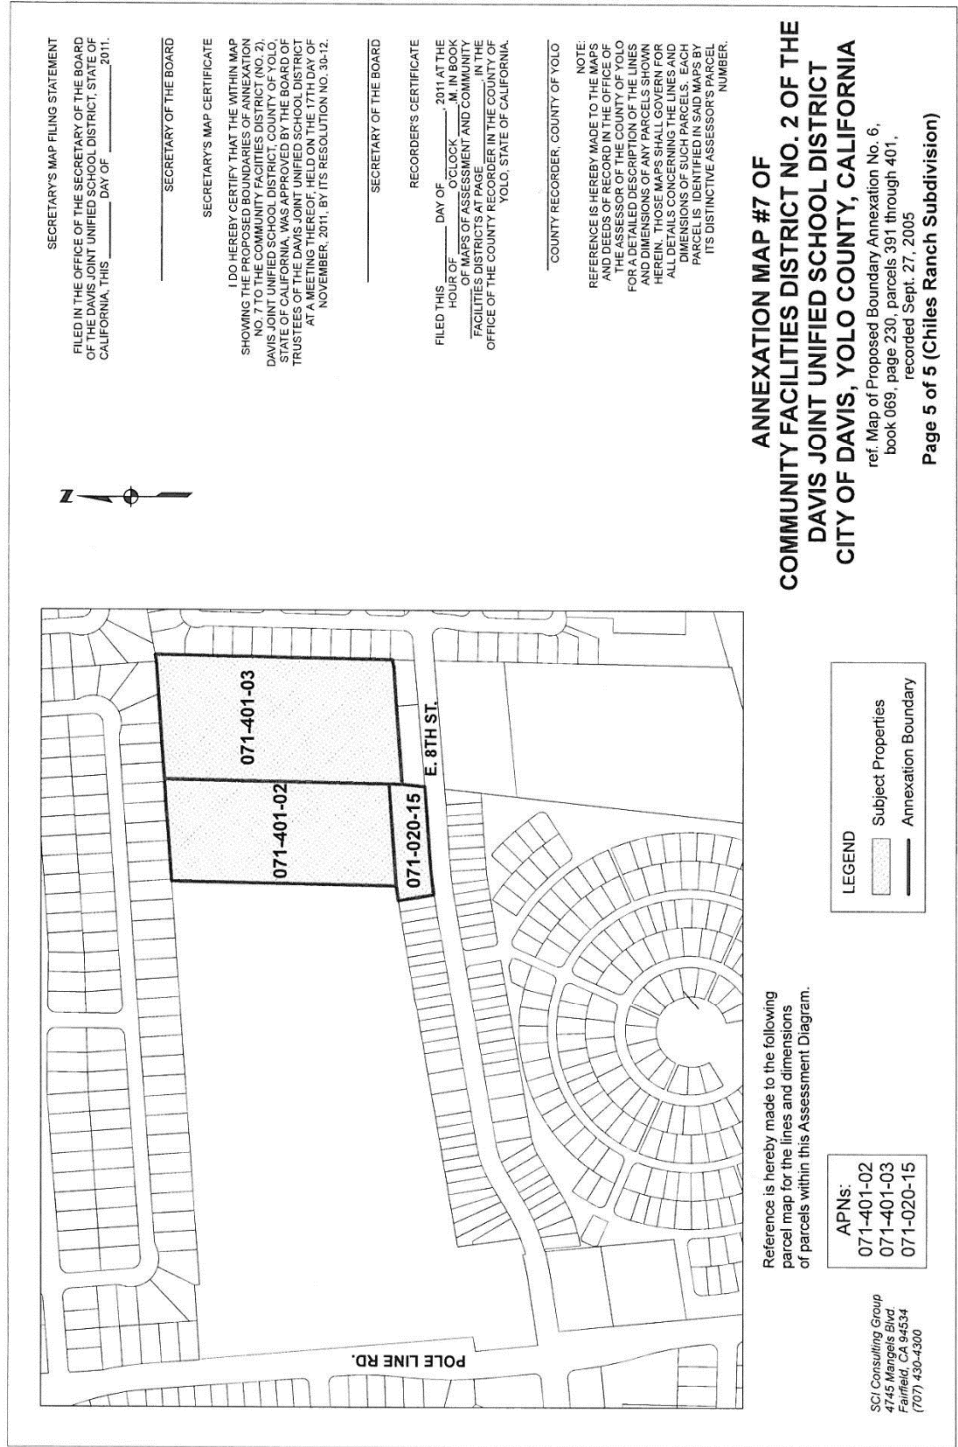 SECRETARY'S MAP FILING STATEMENT
FILED IN THE OFFICE OF THE SECRETARY OF THE BOARD
OF THE DAVIS JOINT UNIFIED SCHOOL DISTRICT, STATE OF
CALIFORNIA, THIS ______ DAY OF ____________ 2011.
SECRETARY OF THE BOARD
SECRETARY'S MAP CERTIFICATE
I DO HEREBY CERTIFY THAT THE WITHIN MAP
SHOWING THE PROPOSED BOUNDARIES OF ANNEXATION
NO. 7 TO THE COMMUNITY FACILITIES DISTRICT (NO. 2),
DAVIS JOINT UNIFIED SCHOOL DISTRICT, COUNTY OF YOLO,
STATE OF CALIFORNIA, WAS APPROVED BY THE BOARD OF
TRUSTEES OF THE DAVIS JOINT UNIFIED SCHOOL DISTRICT
AT A MEETING THEREOF, HELD ON THE 17TH DAY OF
NOVEMBER, 2011, BY ITS RESOLUTION NO. 30-12.
SECRETARY OF THE BOARD
RECORDER'S CERTIFICATE
FILED THIS ______ DAY OF ________, 2011 AT THE
HOUR OF ______ O'CLOCK ____.M. IN BOOK
____ OF MAPS OF ASSESSMENT AND COMMUNITY
FACILITIES DISTRICTS AT PAGE ____, IN THE
OFFICE OF THE COUNTY RECORDER IN THE COUNTY OF
YOLO, STATE OF CALIFORNIA.
COUNTY RECORDER, COUNTY OF YOLO
NOTE:
REFERENCE IS HEREBY MADE TO THE MAPS
AND DEEDS OF RECORD IN THE OFFICE OF
THE ASSESSOR OF THE COUNTY OF YOLO
FOR A DETAILED DESCRIPTION OF THE LINES
AND DIMENSIONS OF ANY PARCELS SHOWN
HEREIN. THOSE MAPS SHALL GOVERN FOR
ALL DETAILS CONCERNING THE LINES AND
DIMENSIONS OF SUCH PARCELS. EACH
PARCEL IS IDENTIFIED IN SAID MAPS BY
ITS DISTINCTIVE ASSESSOR'S PARCEL
NUMBER.
N
071-401-03
071-401-02
071-020-15
E. 8TH ST.
POLE LINE RD.
Reference is hereby made to the following
parcel map for the lines and dimensions
of parcels within this Assessment Diagram.
SCI Consulting Group
4745 Mangels Blvd.
Fairfield, CA 94534
(707) 430-4300
APNs:
071-401-02
071-401-03
071-020-15
LEGEND
Subject Properties
Annexation Boundary
ANNEXATION MAP #7 OF
COMMUNITY FACILITIES DISTRICT NO. 2 OF THE
DAVIS JOINT UNIFIED SCHOOL DISTRICT
CITY OF DAVIS, YOLO COUNTY, CALIFORNIA
ref. Map of Proposed Boundary Annexation No. 6,
book 069, page 230, parcels 391 through 401,
recorded Sept. 27, 2005
Page 5 of 5 (Chiles Ranch Subdivision)